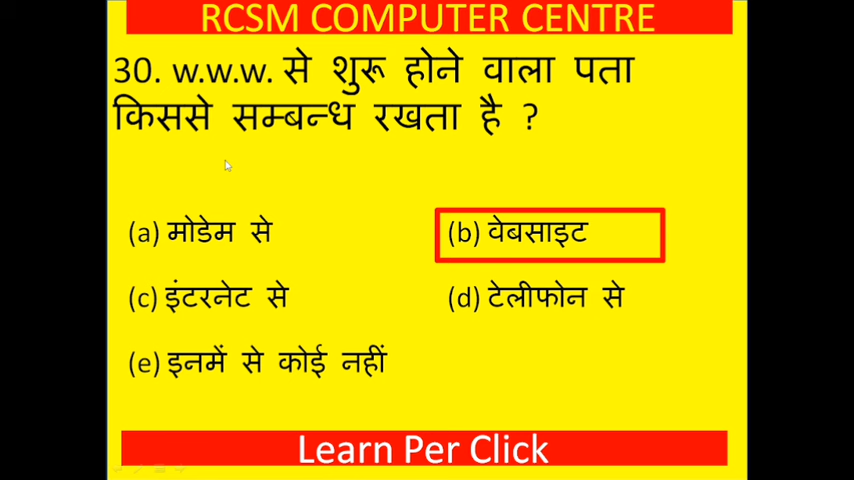 RCSM COMPUTER CENTRE
30. w.w.w. से शुरू होने वाला पता
किससे सम्बन्ध रखता है ?
(a) मोडेम से (b) वेबसाइट
(c) इंटरनेट से (d) टेलीफोन से
(e) इनमें से कोई नहीं
Learn Per Click